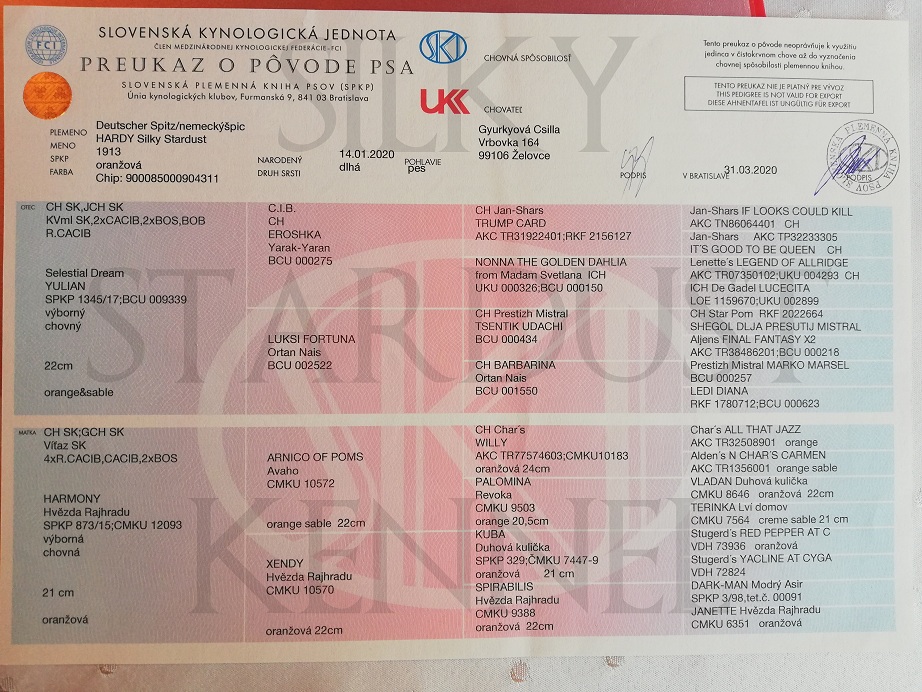 SLOVENSKÁ KYNOLOGICKÁ JEDNOTA
ČLEN MEDZINÁRODNEJ KYNOLOGICKEJ FEDERÁCIE-FCI
PREUKAZ O PÔVODE PSA
SLOVENSKÁ PLEMENNÁ KNIHA PSOV (SPKP)
Únia kynologických klubov, Furmanská 9, 841 03 Bratislava
FCI
SKJ
UKK
CHOVNÁ SPÔSOBILOSŤ
CHOVATEĽ
Gyurkyová Csilla
Vrbovka 164
99106 Želovce
Tento preukaz o pôvode neoprávňuje k využitiu
jedinca v čistokrvnom chove až do vyznačenia
chovnej spôsobilosti plemennou knihou.
TENTO PREUKAZ NIE JE PLATNÝ PRE VÝVOZ
THIS PEDIGREE IS NOT VALID FOR EXPORT
DIESE AHNENTAFEL IST UNGÜLTIG FÜR EXPORT
PLEMENO Deutscher Spitz/nemeckýšpic
MENO HARDY Silky Stardust
SPKP 1913
FARBA oranžová
Chip: 900085000904311
NARODENÝ 14.01.2020
DRUH SRSTI dlhá
POHLAVIE pes
PODPIS
V BRATISLAVE 31.03.2020
PODPIS
SLOVENSKÁ PLEMENNÁ KNIHA PSOV
SILKY
STARDUST
KENNEL
OTEC
CH SK,JCH SK
KVml SK,2xCACIB,2xBOS,BOB
R.CACIB
Selestial Dream
YULIAN
SPKP 1345/17;BCU 009339
výborný
chovný
22cm
orange&sable
C.I.B.
CH
EROSHKA
Yarak-Yaran
BCU 000275
LUKSI FORTUNA
Ortan Nais
BCU 002522
CH Jan-Shars
TRUMP CARD
AKC TR31922401;RKF 2156127
NONNA THE GOLDEN DAHLIA
from Madam Svetlana ICH
UKU 000326;BCU 000150
CH Prestizh Mistral
TSENTIK UDACHI
BCU 000434
CH BARBARINA
Ortan Nais
BCU 001550
Jan-Shars IF LOOKS COULD KILL
AKC TN86064401 CH
Jan-Shars AKC TP32233305
IT'S GOOD TO BE QUEEN CH
Lenette's LEGEND OF ALLRIDGE
AKC TR07350102;UKU 004293 CH
ICH De Gadel LUCECITA
LOE 1159670;UKU 002899
CH Star Pom RKF 2022664
SHEGOL DLJA PRESUTIJ MISTRAL
Aljens FINAL FANTASY X2
AKC TR38486201;BCU 000218
Prestizh Mistral MARKO MARSEL
BCU 000257
LEDI DIANA
RKF 1780712;BCU 000623
MATKA
CH SK;GCH SK
Víťaz SK
4xR.CACIB,CACIB,2xBOS
HARMONY
Hvězda Rajhradu
SPKP 873/15;CMKU 12093
výborná
chovná
21 cm
oranžová
ARNICO OF POMS
Avaho
CMKU 10572
orange sable 22cm
XENDY
Hvězda Rajhradu
CMKU 10570
oranžová 22cm
CH Char's
WILLY
AKC TR77574603;CMKU10183
oranžová 24cm
PALOMINA
Revoka
CMKU 9503
orange 20,5cm
KUBA
Duhová kulička
SPKP 329;ČMKU 7447-9
oranžová 21 cm
SPIRABILIS
Hvězda Rajhradu
CMKU 9388
oranžová 22cm
Char's ALL THAT JAZZ
AKC TR32508901 orange
Alden's N CHAR'S CARMEN
AKC TR1356001 orange sable
VLADAN Duhová kulička
CMKU 8646 oranžová 22cm
TERINKA Lví domov
CMKU 7564 creme sable 21 cm
Stugerd's RED PEPPER AT C
VDH 73936 oranžová
Stugerd's YACLINE AT CYGA
VDH 72824
DARK-MAN Modrý Asir
SPKP 3/98,tet.č. 00091
JANETTE Hvězda Rajhradu
CMKU 6351 oranžová